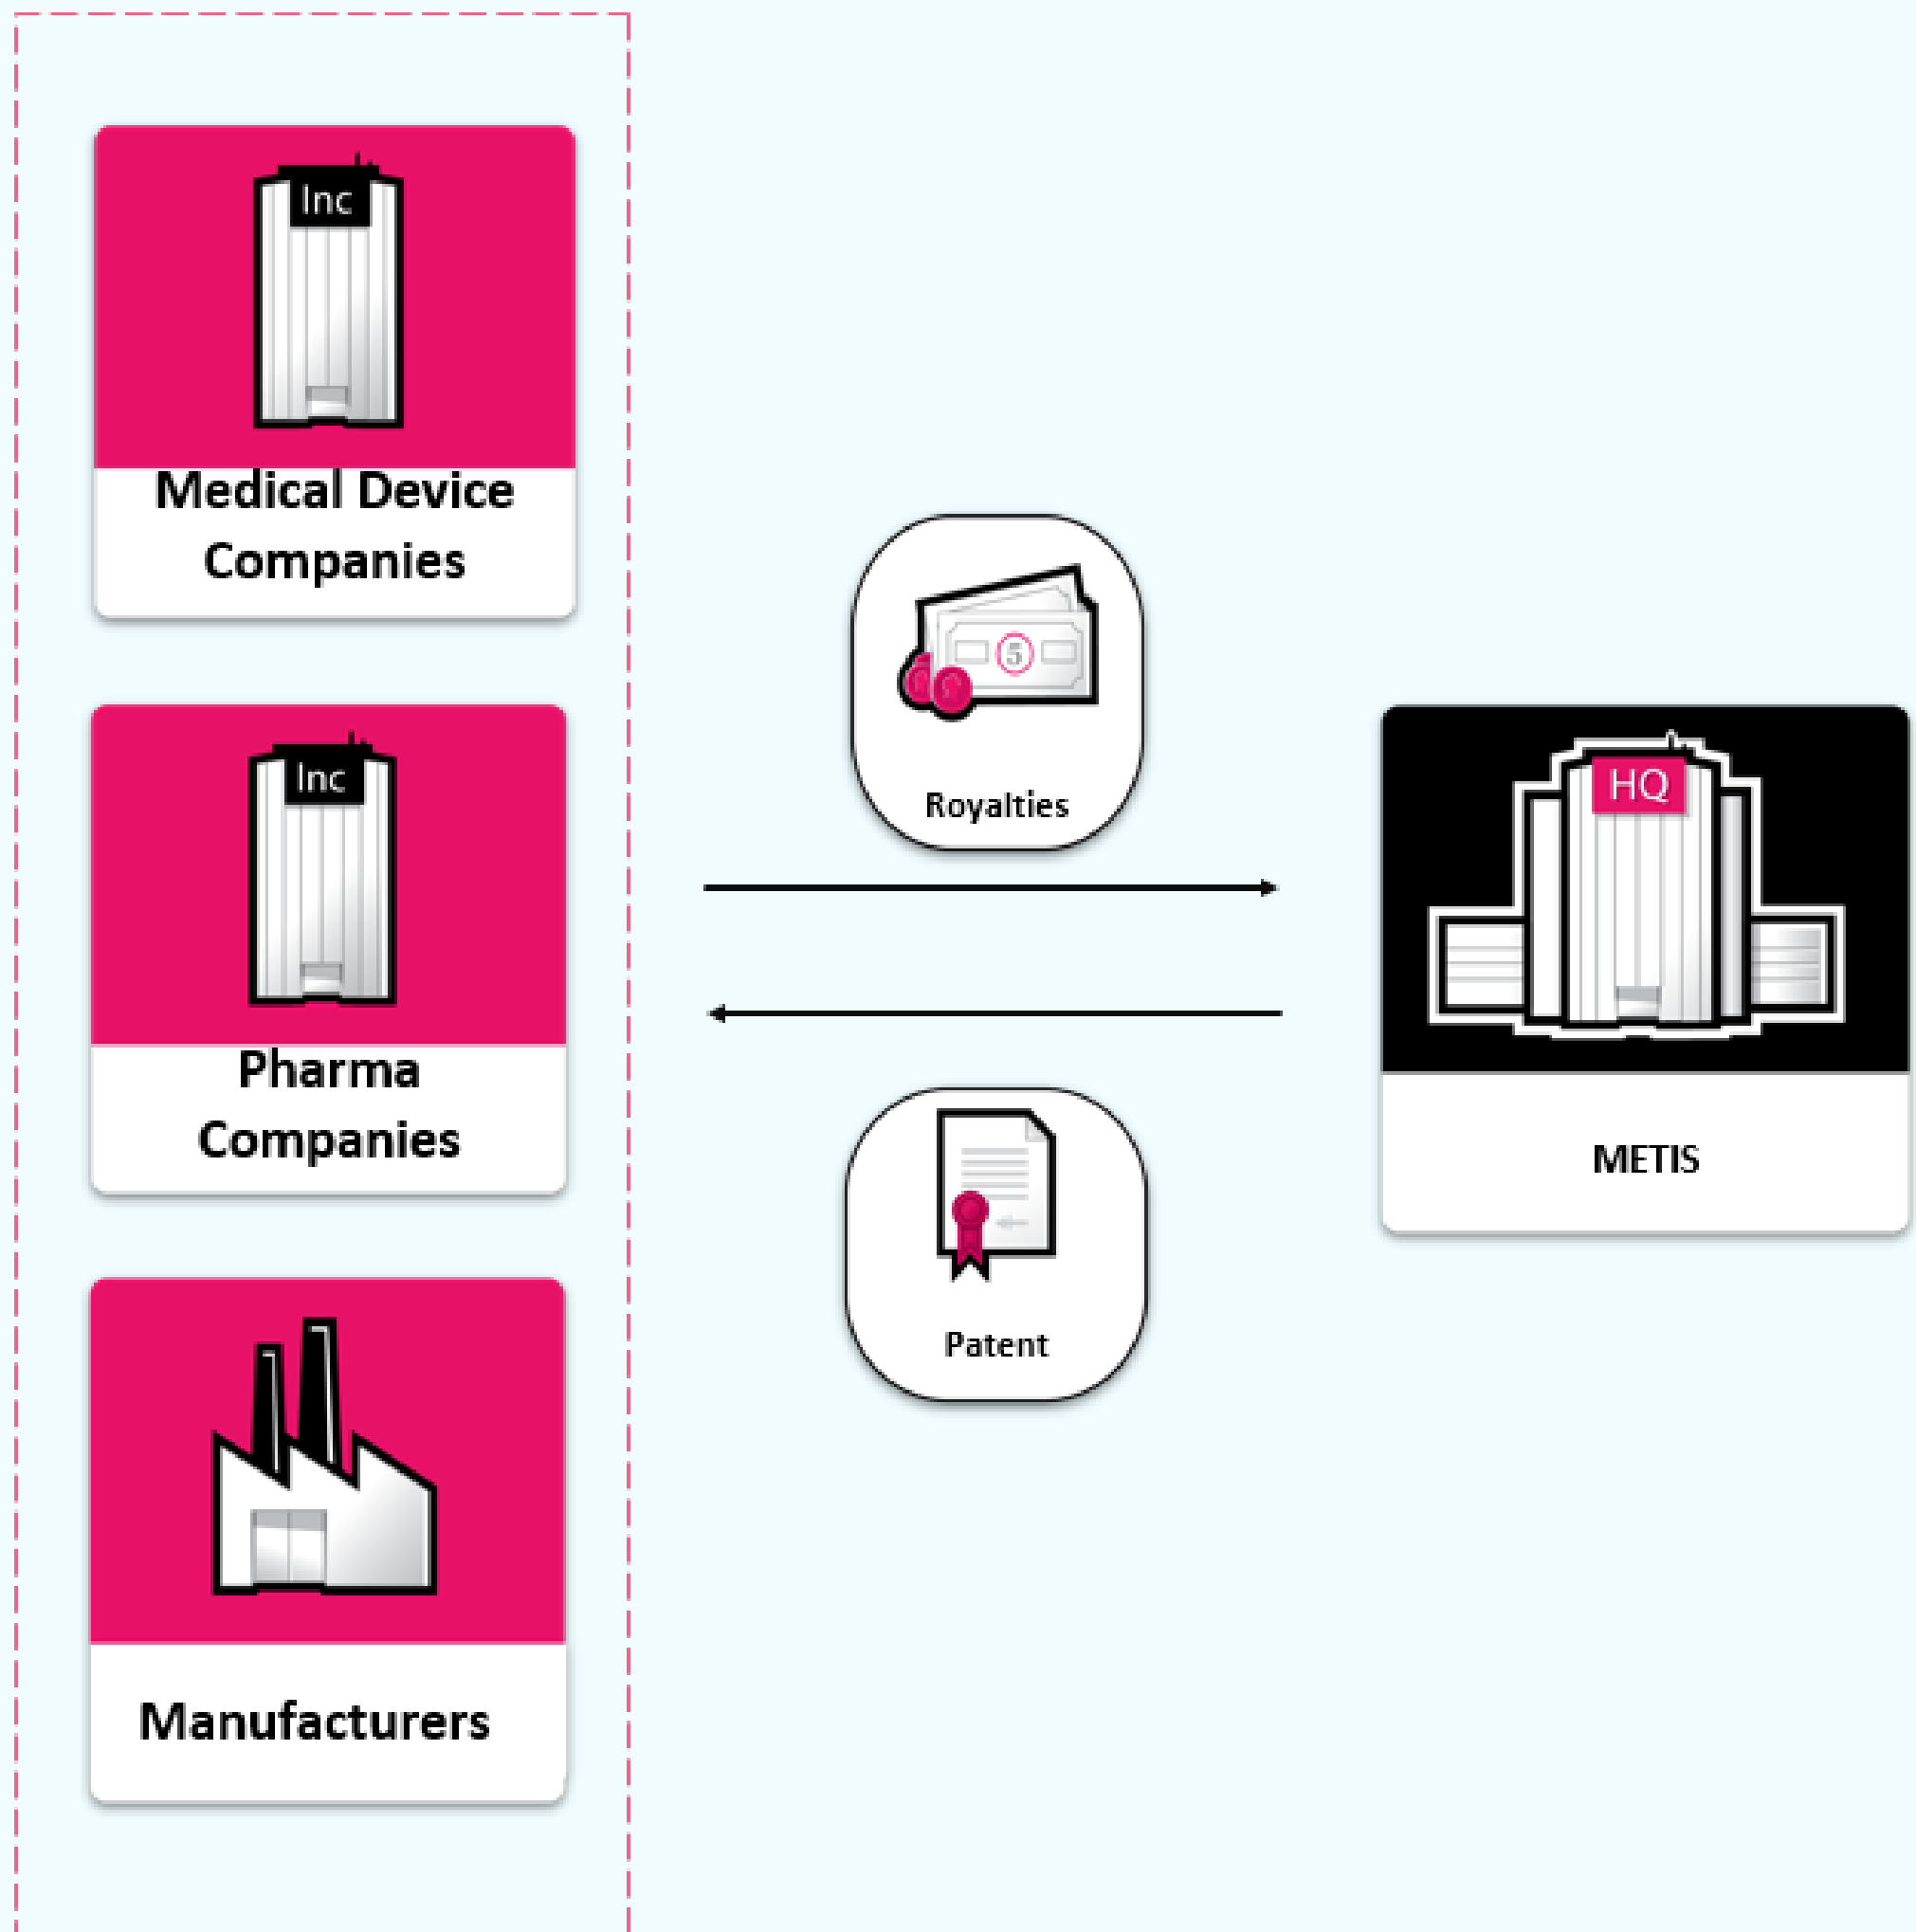 Inc
Medical Device
Companies
Inc
Pharma
Companies
Manufacturers
5
Royalties
Patent
HQ
METIS